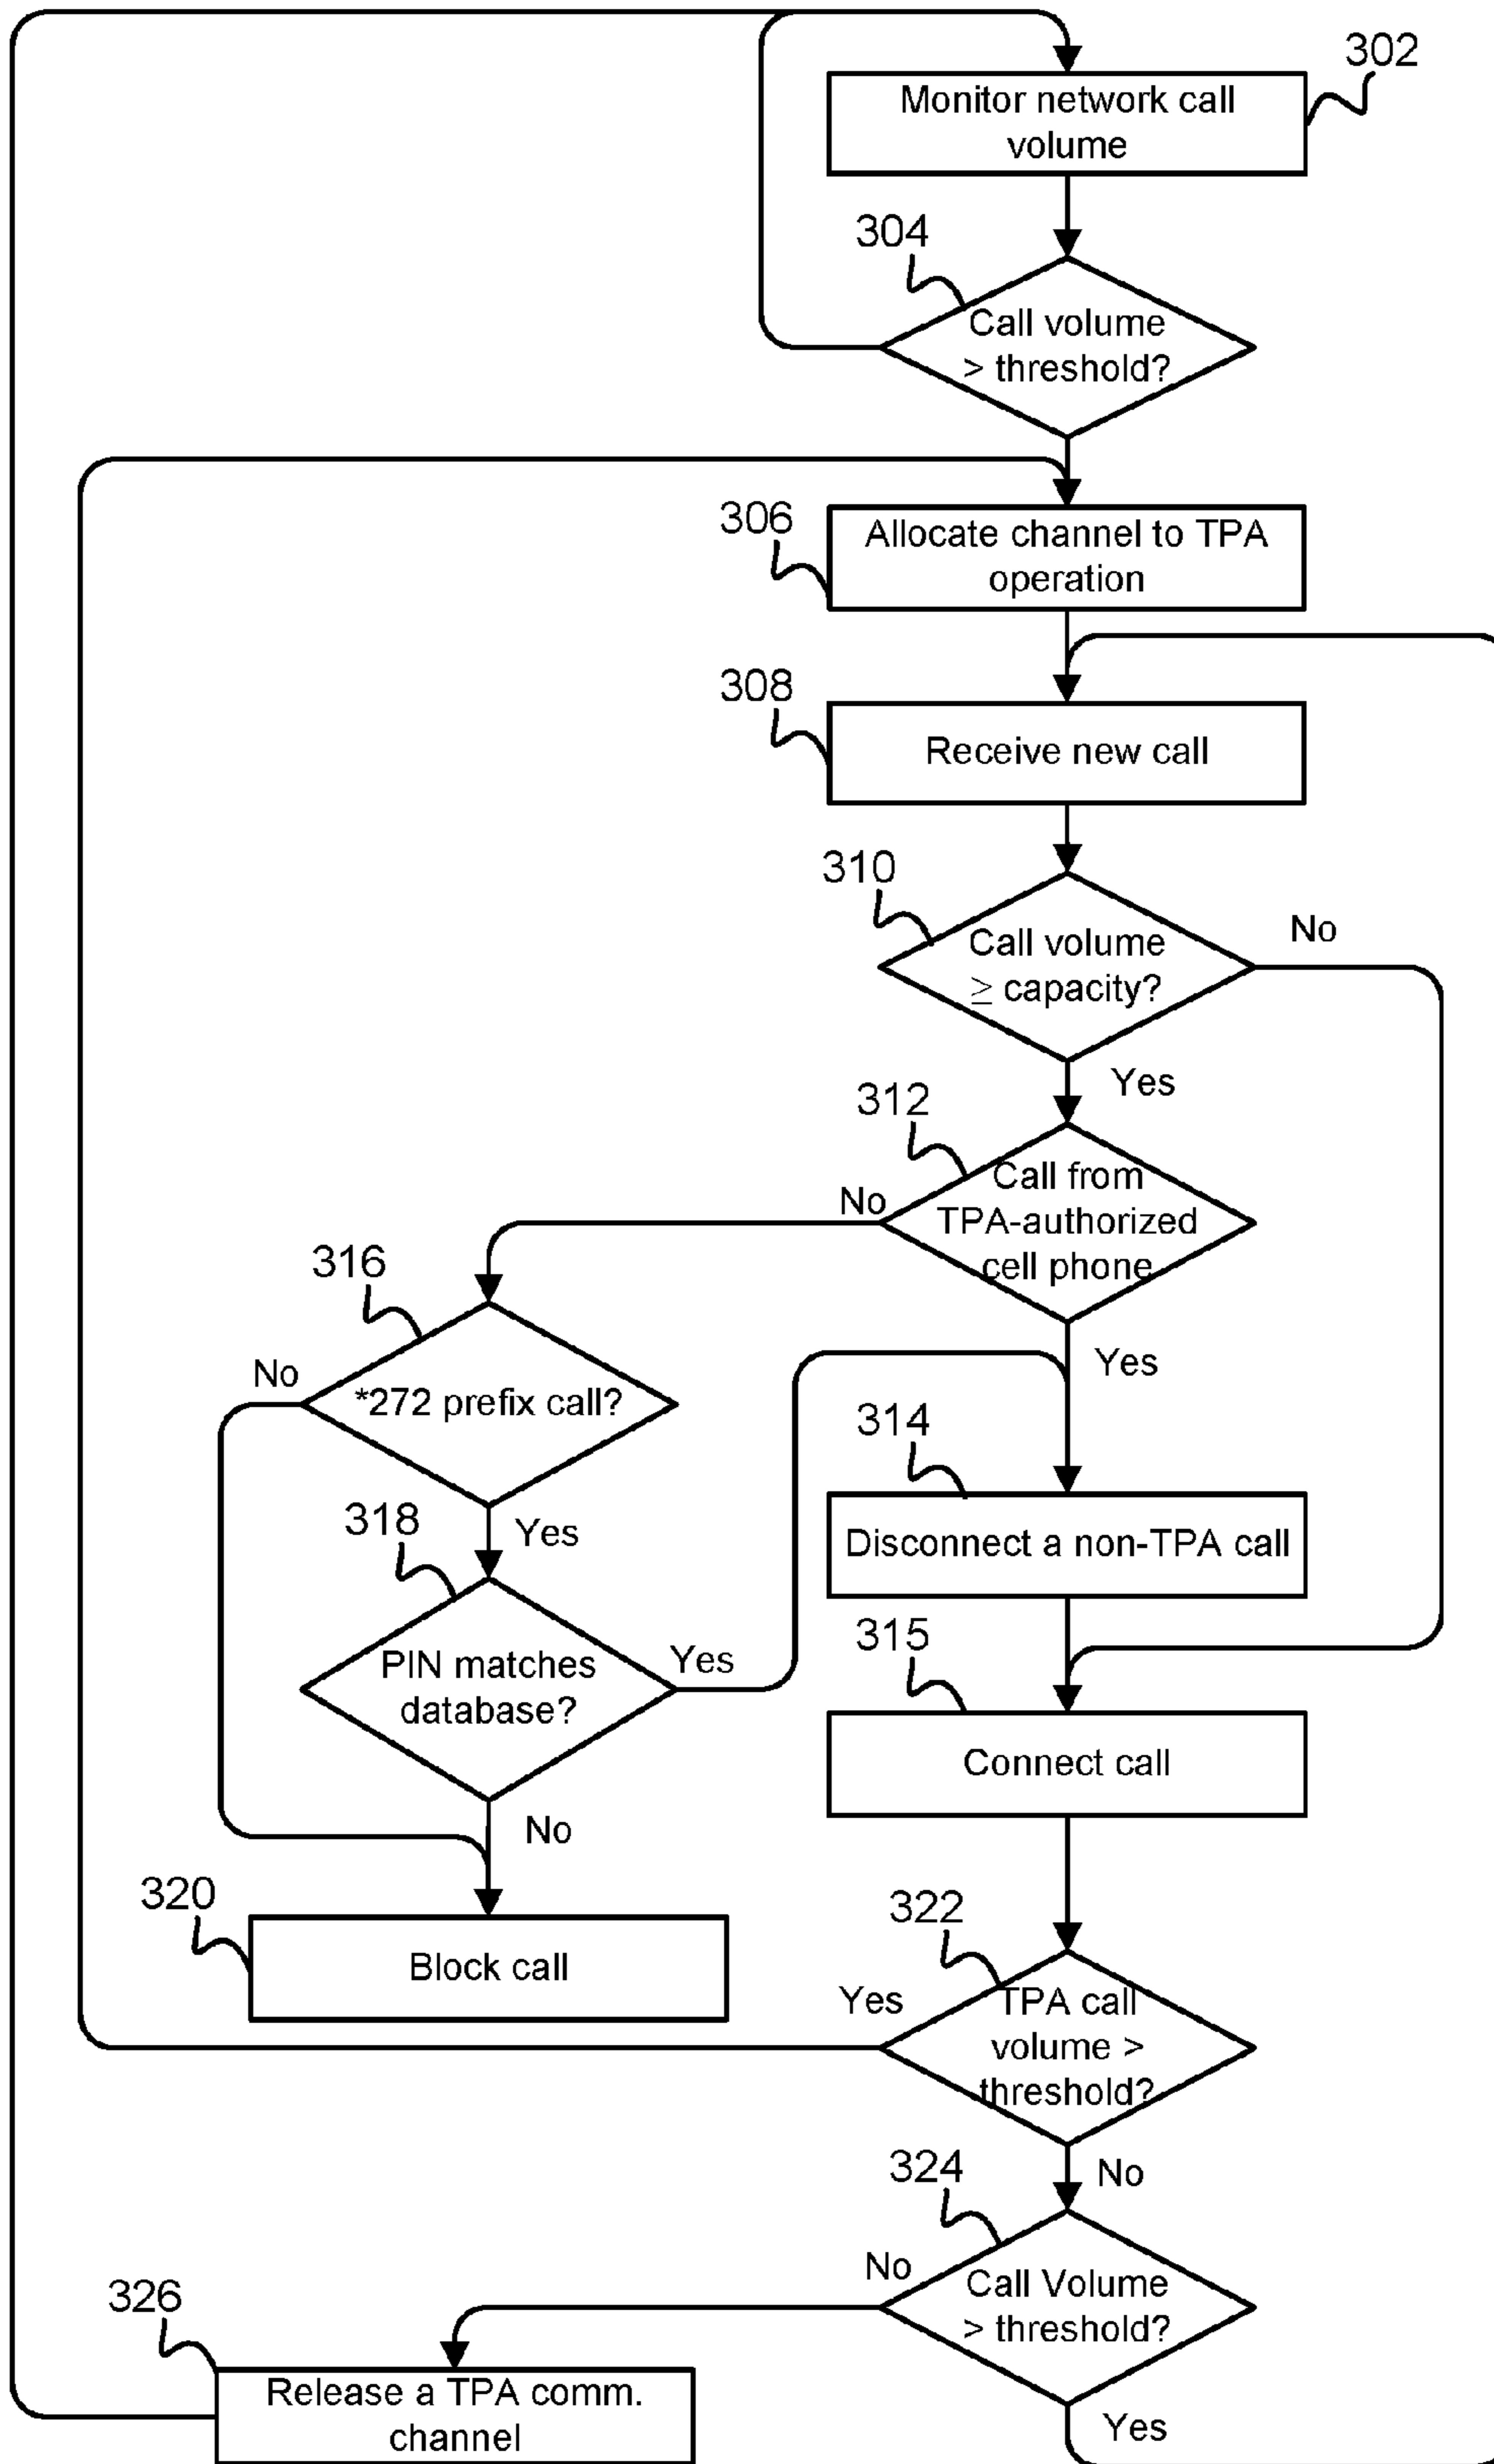 302
Monitor network call
volume
304
Call volume
> threshold?
306
Allocate channel to TPA
operation
308
Receive new call
310
Call volume
≥ capacity?
No
Yes
312
Call from
TPA-authorized
cell phone
No
Yes
316
*272 prefix call?
No
Yes
314
Disconnect a non-TPA call
318
PIN matches
database?
Yes
No
315
Connect call
320
Block call
322
TPA call
volume >
threshold?
Yes
No
324
Call Volume
> threshold?
No
Yes
326
Release a TPA comm.
channel